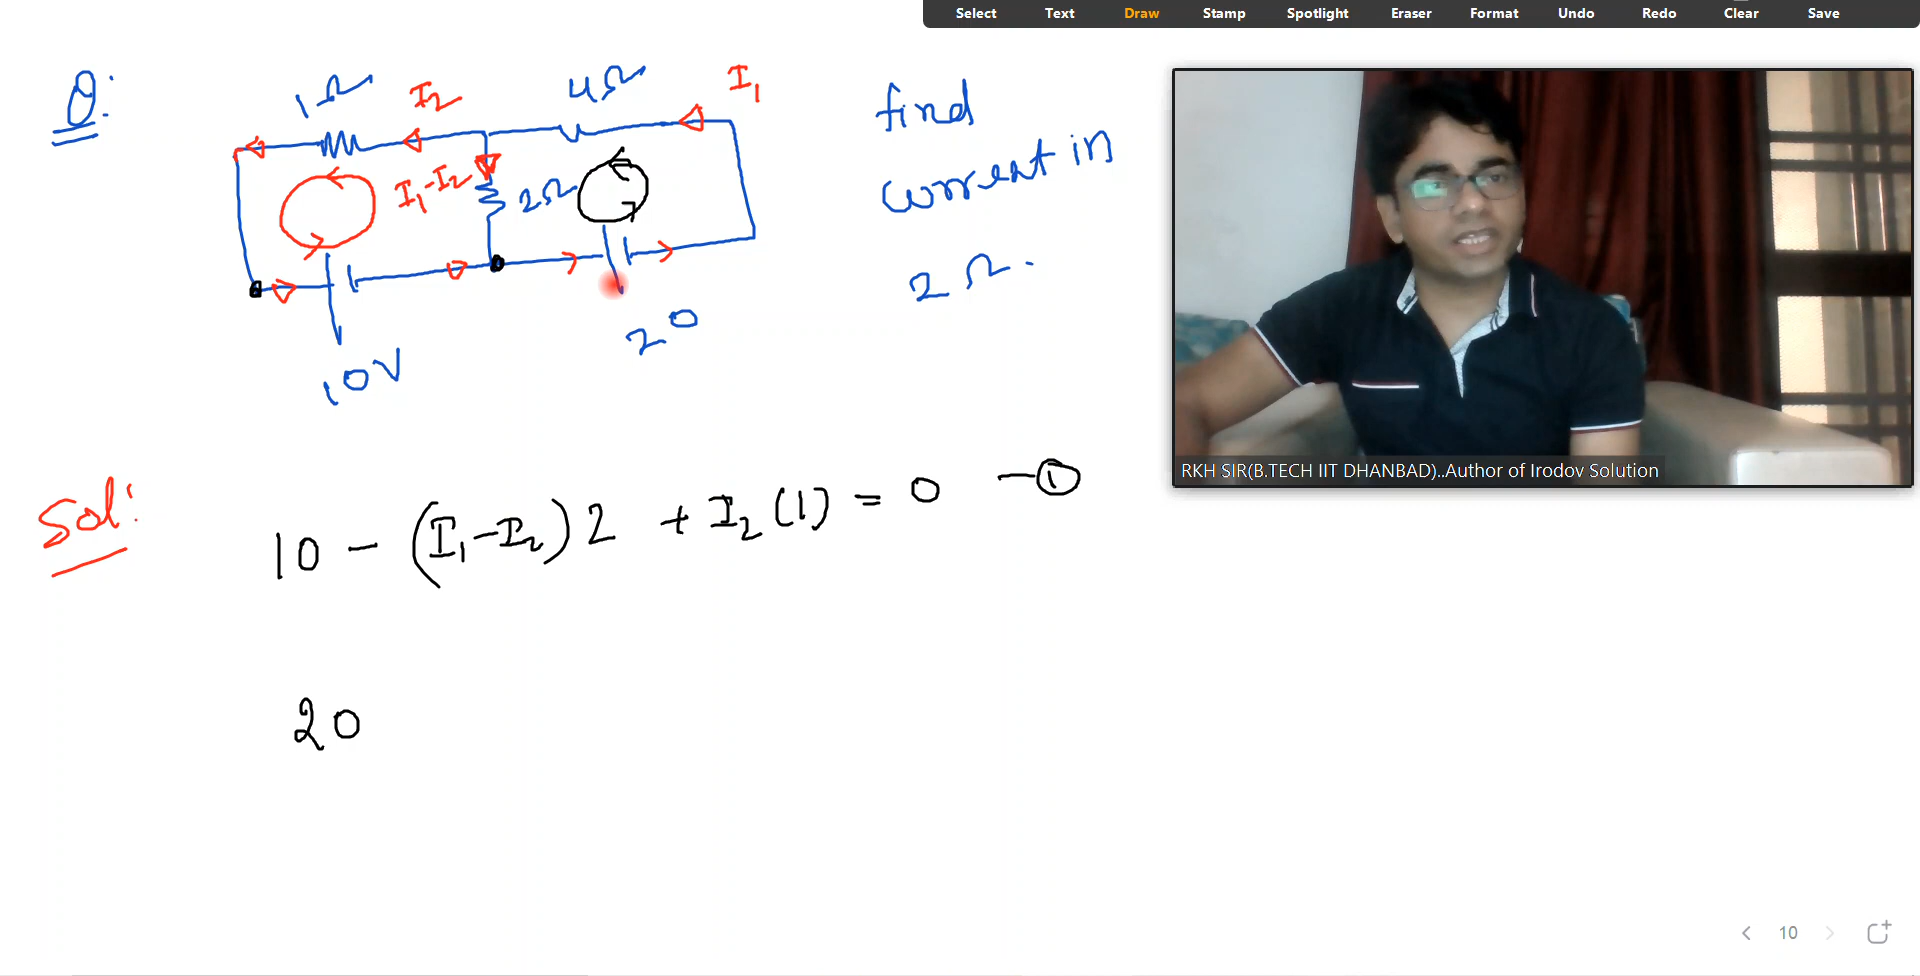 Select Text Draw Stamp Spotlight Eraser Format Undo Redo Clear Save
Q:
1Ω
I2
4Ω
I1
I1-I2
2Ω
10V
20
find
current in
2Ω.
Sol:
10 - (I1-I2)2 + I2(1) = 0 -①
20
RKH SIR(B.TECH IIT DHANBAD)..Author of Irodov Solution
10